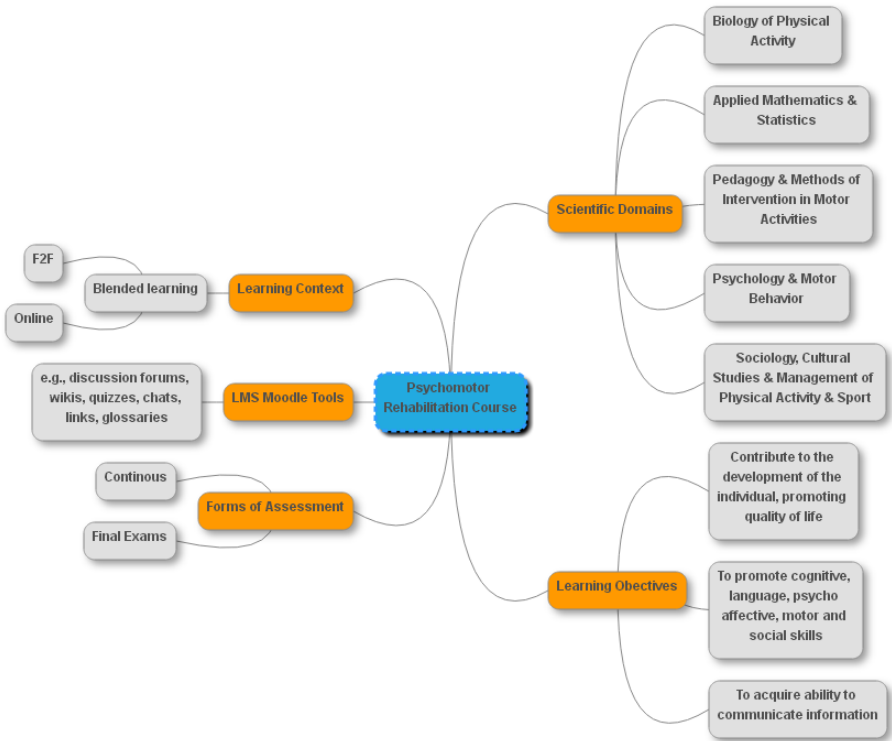 Psychomotor
Rehabilitation Course
Scientific Domains
Biology of Physical
Activity
Applied Mathematics &
Statistics
Pedagogy & Methods of
Intervention in Motor
Activities
Psychology & Motor
Behavior
Sociology, Cultural
Studies & Management of
Physical Activity & Sport
Learning Obectives
Contribute to the
development of the
individual, promoting
quality of life
To promote cognitive,
language, psycho
affective, motor and
social skills
To acquire ability to
communicate information
Learning Context
Blended learning
F2F
Online
LMS Moodle Tools
e.g., discussion forums,
wikis, quizzes, chats,
links, glossaries
Forms of Assessment
Continous
Final Exams